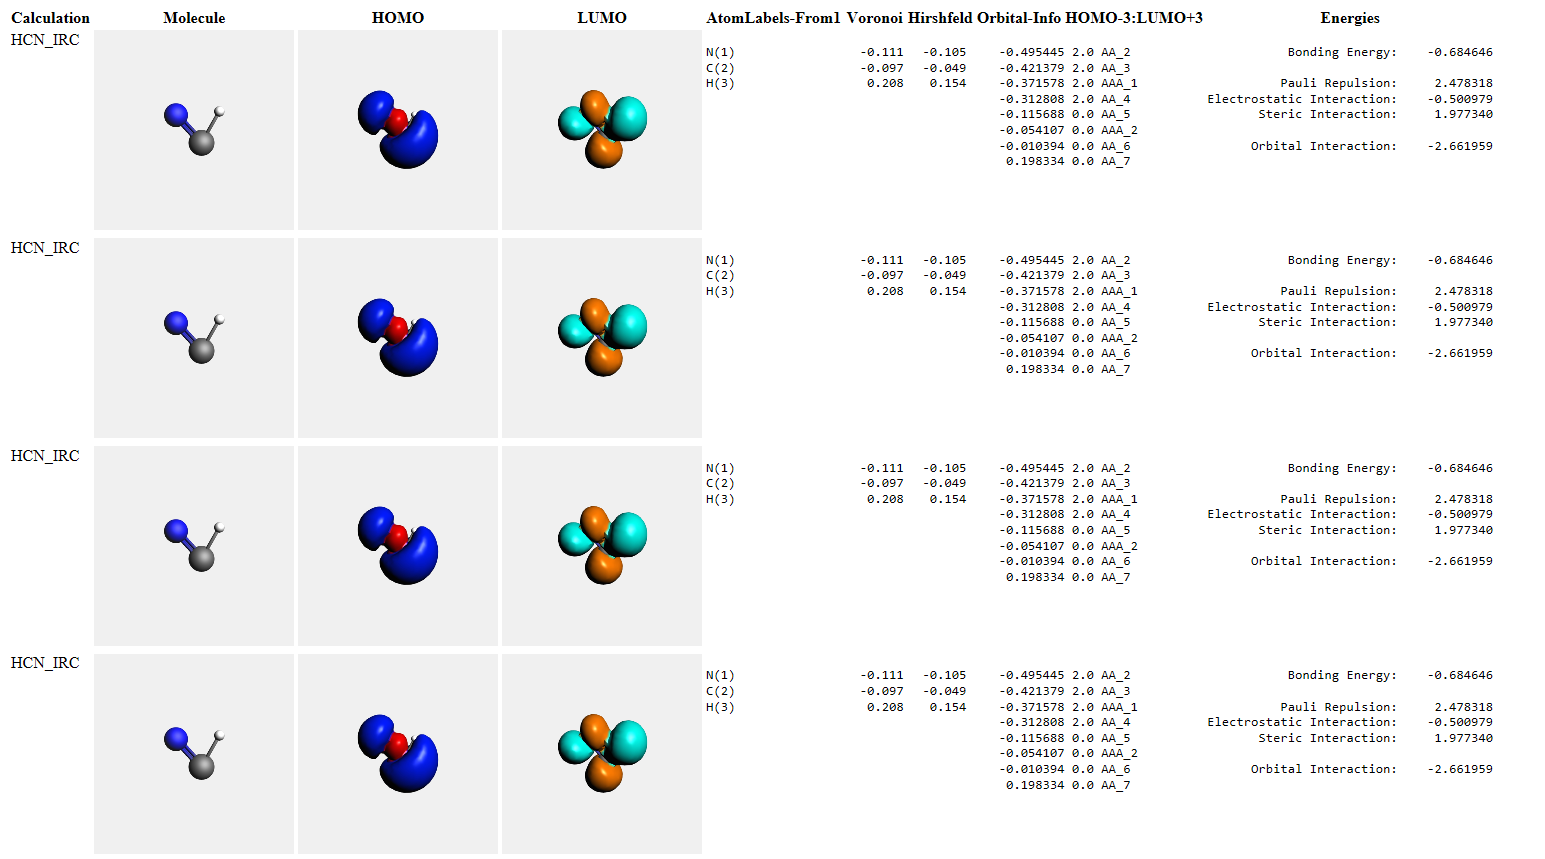 Calculation Molecule HOMO LUMO AtomLabels-From1 Voronoi Hirshfeld Orbital-Info HOMO-3:LUMO+3 Energies
HCN_IRC
N(1) -0.111 -0.105 -0.495445 2.0 AA_2 Bonding Energy: -0.684646
C(2) -0.097 -0.049 -0.421379 2.0 AA_3
H(3) 0.208 0.154 -0.371578 2.0 AAA_1 Pauli Repulsion: 2.478318
-0.312808 2.0 AA_4 Electrostatic Interaction: -0.500979
-0.115688 0.0 AA_5 Steric Interaction: 1.977340
-0.054107 0.0 AAA_2
-0.010394 0.0 AA_6 Orbital Interaction: -2.661959
0.198334 0.0 AA_7
HCN_IRC
N(1) -0.111 -0.105 -0.495445 2.0 AA_2 Bonding Energy: -0.684646
C(2) -0.097 -0.049 -0.421379 2.0 AA_3
H(3) 0.208 0.154 -0.371578 2.0 AAA_1 Pauli Repulsion: 2.478318
-0.312808 2.0 AA_4 Electrostatic Interaction: -0.500979
-0.115688 0.0 AA_5 Steric Interaction: 1.977340
-0.054107 0.0 AAA_2
-0.010394 0.0 AA_6 Orbital Interaction: -2.661959
0.198334 0.0 AA_7
HCN_IRC
N(1) -0.111 -0.105 -0.495445 2.0 AA_2 Bonding Energy: -0.684646
C(2) -0.097 -0.049 -0.421379 2.0 AA_3
H(3) 0.208 0.154 -0.371578 2.0 AAA_1 Pauli Repulsion: 2.478318
-0.312808 2.0 AA_4 Electrostatic Interaction: -0.500979
-0.115688 0.0 AA_5 Steric Interaction: 1.977340
-0.054107 0.0 AAA_2
-0.010394 0.0 AA_6 Orbital Interaction: -2.661959
0.198334 0.0 AA_7
HCN_IRC
N(1) -0.111 -0.105 -0.495445 2.0 AA_2 Bonding Energy: -0.684646
C(2) -0.097 -0.049 -0.421379 2.0 AA_3
H(3) 0.208 0.154 -0.371578 2.0 AAA_1 Pauli Repulsion: 2.478318
-0.312808 2.0 AA_4 Electrostatic Interaction: -0.500979
-0.115688 0.0 AA_5 Steric Interaction: 1.977340
-0.054107 0.0 AAA_2
-0.010394 0.0 AA_6 Orbital Interaction: -2.661959
0.198334 0.0 AA_7